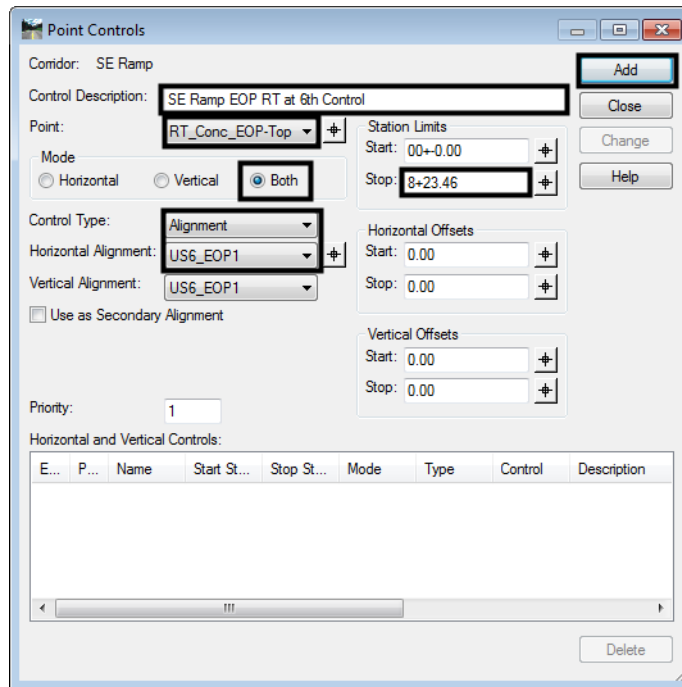 Point Controls
Corridor: SE Ramp
Add
Control Description: SE Ramp EOP RT at 6th Control
Close
Point: RT_Conc_EOP-Top
Station Limits
Start: 00+-0.00
Change
Mode
Horizontal Vertical Both
Stop: 8+23.46
Help
Control Type: Alignment
Horizontal Offsets
Horizontal Alignment: US6_EOP1
Start: 0.00
Vertical Alignment: US6_EOP1
Stop: 0.00
Use as Secondary Alignment
Vertical Offsets
Start: 0.00
Stop: 0.00
Priority: 1
Horizontal and Vertical Controls:
E... P... Name Start St... Stop St... Mode Type Control Description
Delete